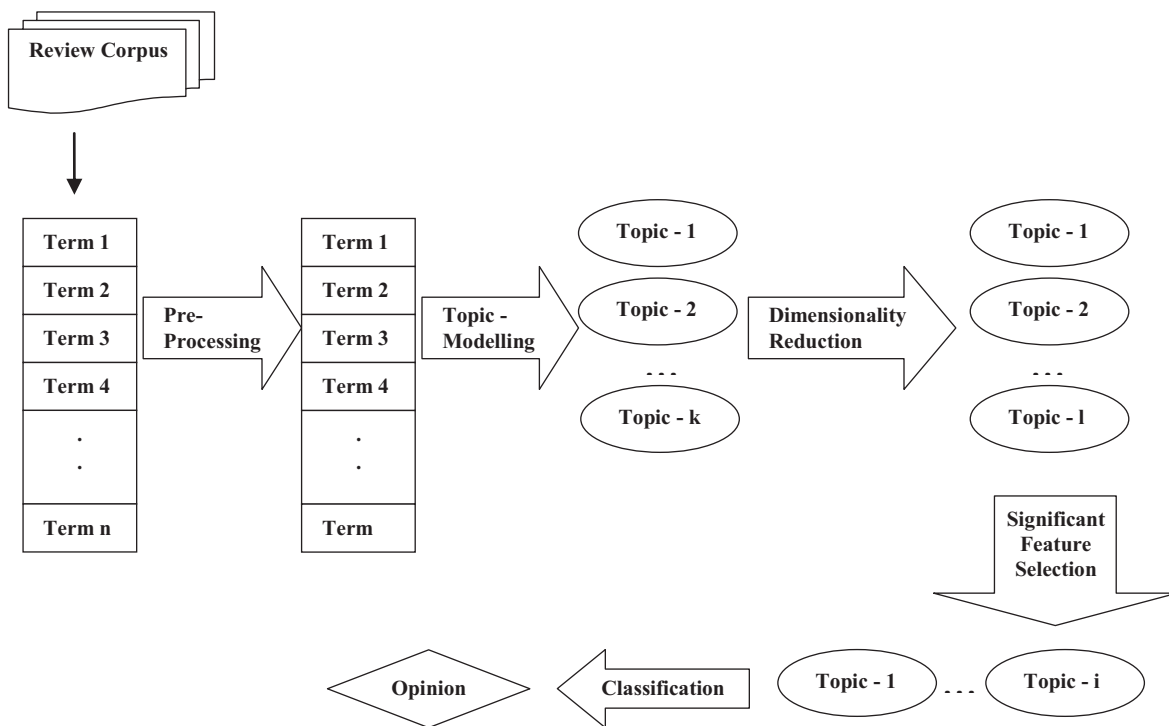 Review Corpus
Term 1
Term 2
Term 3
Term 4
.
.
Term n
Pre-
Processing
Term 1
Term 2
Term 3
Term 4
.
.
Term
Topic -
Modelling
Topic - 1
Topic - 2
...
Topic - k
Dimensionality
Reduction
Topic - 1
Topic - 2
...
Topic - l
Significant
Feature
Selection
Topic - 1 ... Topic - i
Classification
Opinion